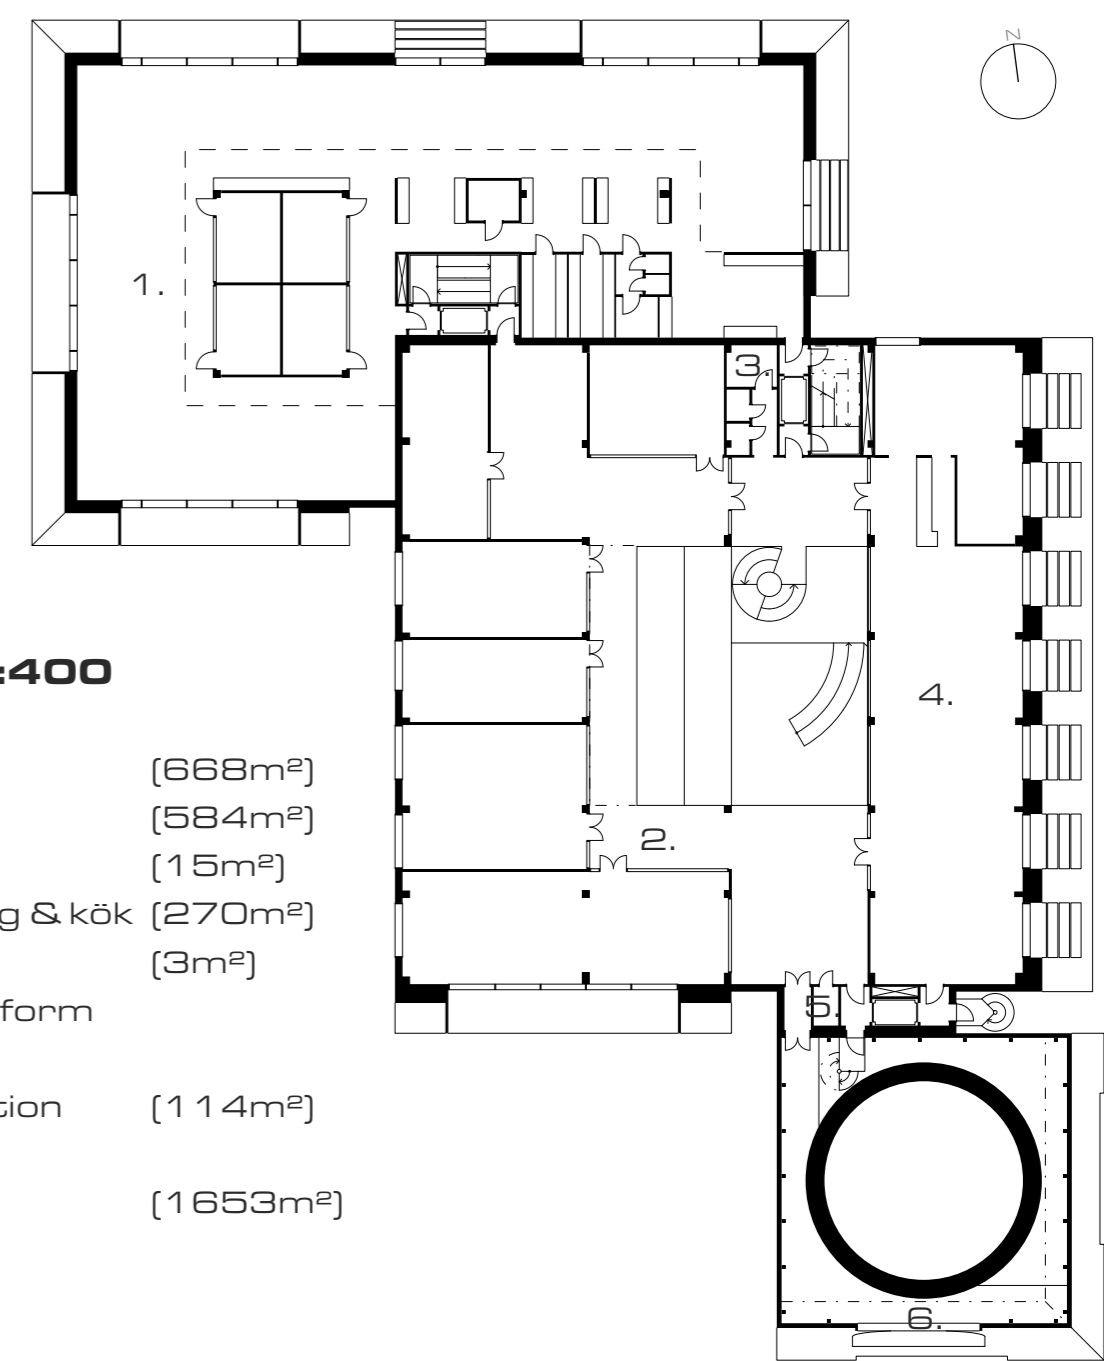 N
1.
3.
:400
4.
(668m²)
(584m²)
2.
(15m²)
g & kök (270m²)
(3m²)
5.
form
tion (114m²)
(1653m²)
6.